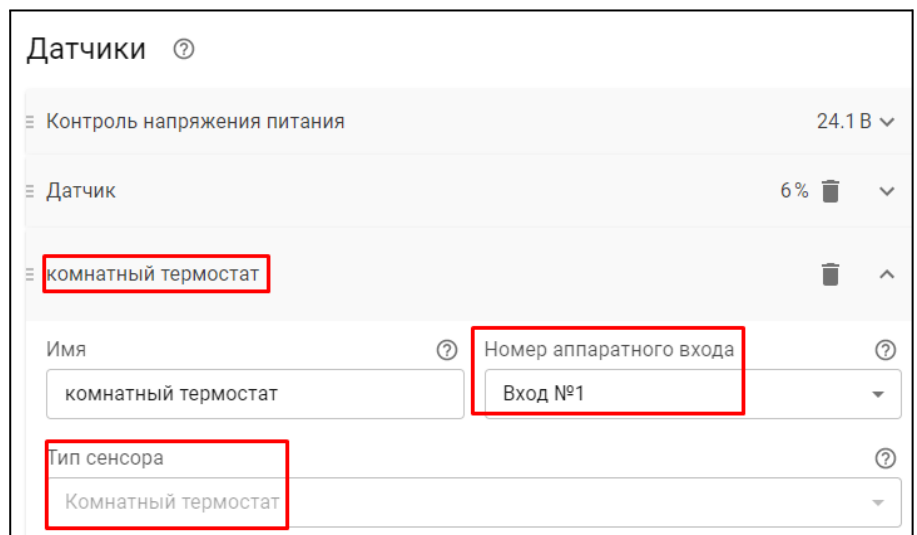 Датчики
Контроль напряжения питания 24.1 В
Датчик 6 %
комнатный термостат
Имя Номер аппаратного входа
комнатный термостат Вход №1
Тип сенсора
Комнатный термостат